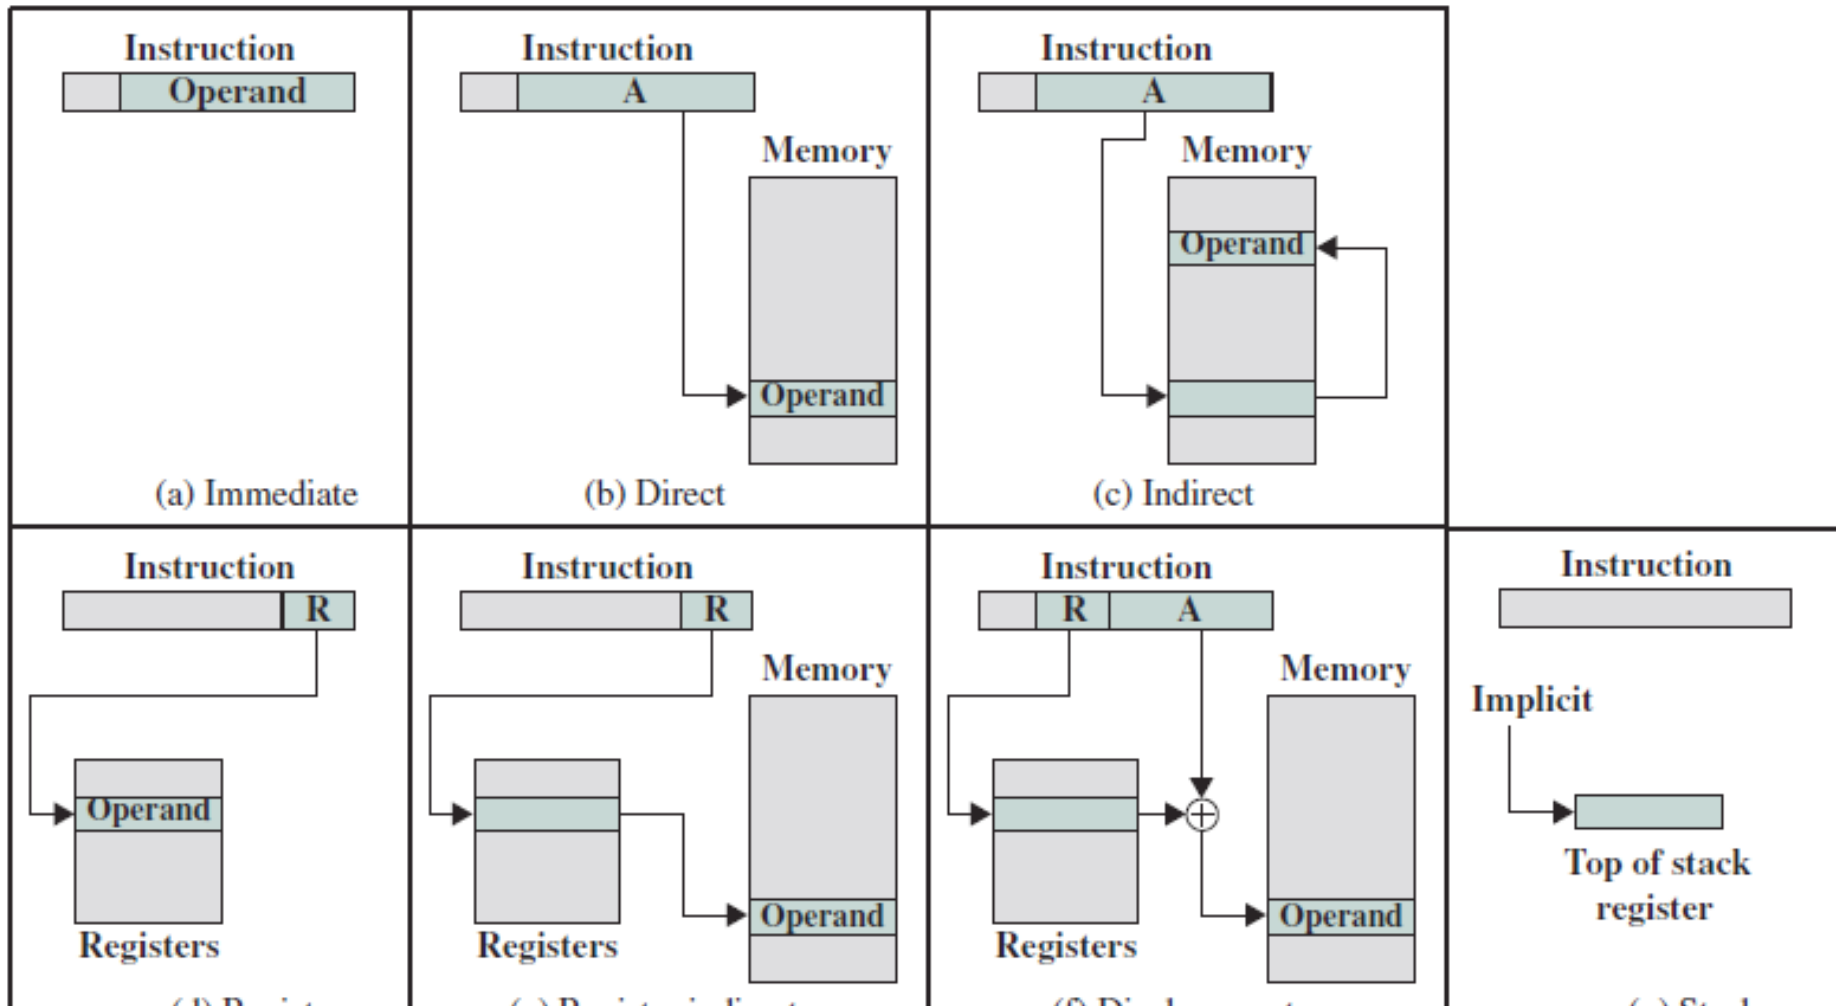 Instruction
Operand
(a) Immediate
Instruction
A
Memory
Operand
(b) Direct
Instruction
A
Memory
Operand
(c) Indirect
Instruction
R
Operand
Registers
Instruction
R
Memory
Operand
Registers
Instruction
R A
Memory
Operand
Registers
Instruction
Implicit
Top of stack
register